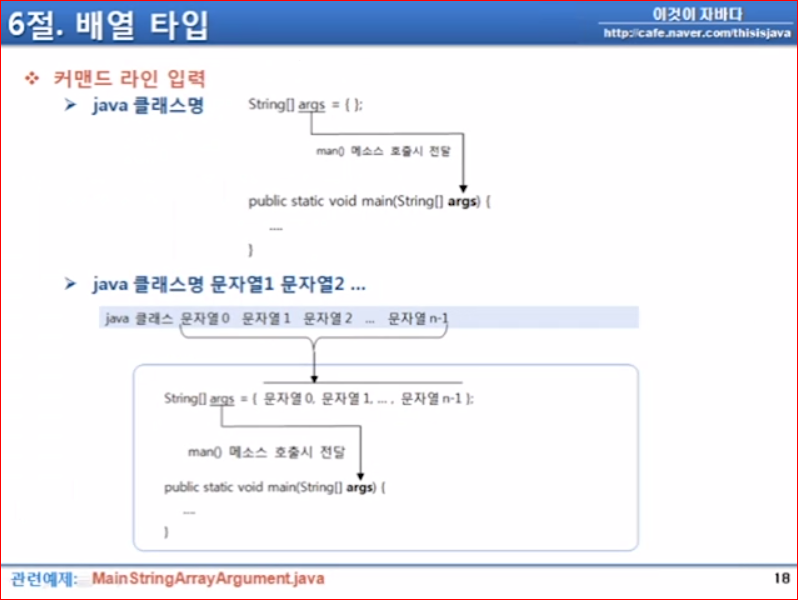 6절. 배열 타입
이것이 자바다
http://cafe.naver.com/thisisjava
❖ 커맨드 라인 입력
➢ java 클래스명
String[] args = { };
man() 메소스 호출시 전달
public static void main(String[] args) {
....
}
➢ java 클래스명 문자열1 문자열2 ...
java 클래스 문자열 0 문자열 1 문자열 2 ... 문자열 n-1
String[] args = { 문자열 0, 문자열 1, ... , 문자열 n-1 };
man() 메소스 호출시 전달
public static void main(String[] args) {
....
}
관련예제: MainStringArrayArgument.java
18